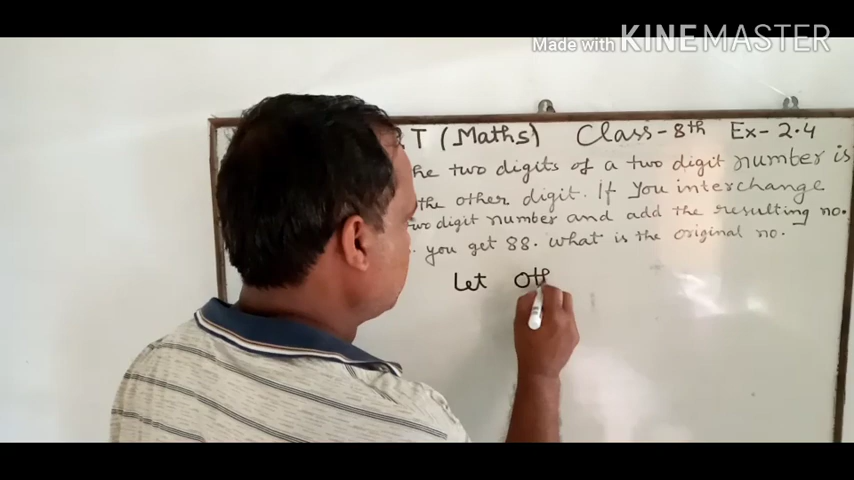 Made with KINEMASTER
T (Maths) Class-8th Ex-2.4
the two digits of a two digit number is
the other digit. If you interchange
two digit number and add the resulting no.
you get 88. what is the original no.
Let Oth